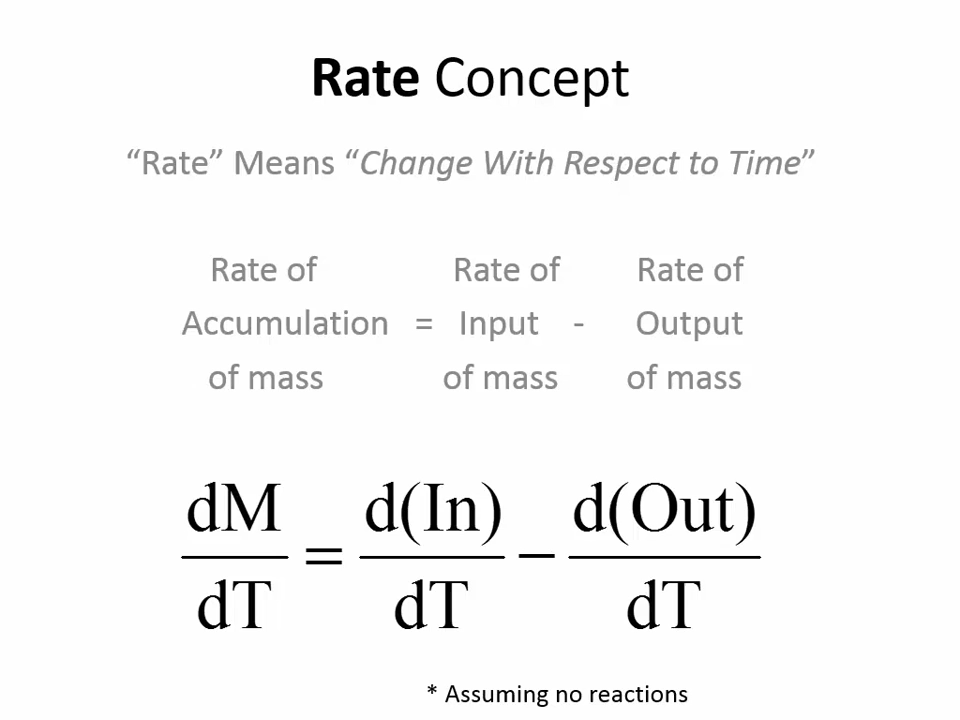 Rate Concept
“Rate” Means “Change With Respect to Time”
Rate of Rate of Rate of
Accumulation = Input - Output
of mass of mass of mass
dM/dT = d(In)/dT − d(Out)/dT
* Assuming no reactions